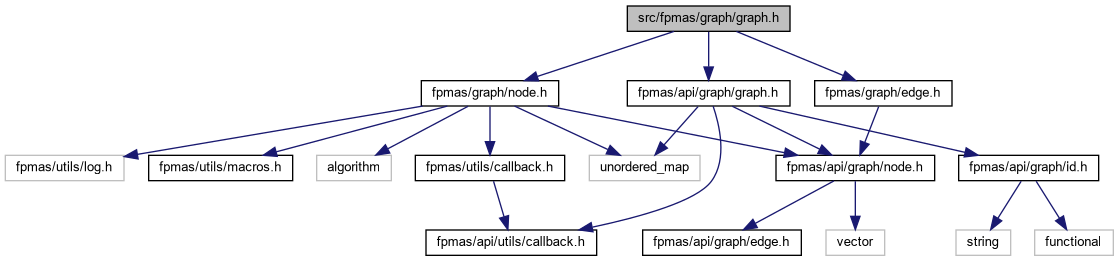 src/fpmas/graph/graph.h
fpmas/graph/node.h
fpmas/api/graph/graph.h
fpmas/graph/edge.h
fpmas/utils/log.h
fpmas/utils/macros.h
algorithm
fpmas/utils/callback.h
unordered_map
fpmas/api/graph/node.h
fpmas/api/graph/id.h
fpmas/api/utils/callback.h
fpmas/api/graph/edge.h
vector
string
functional